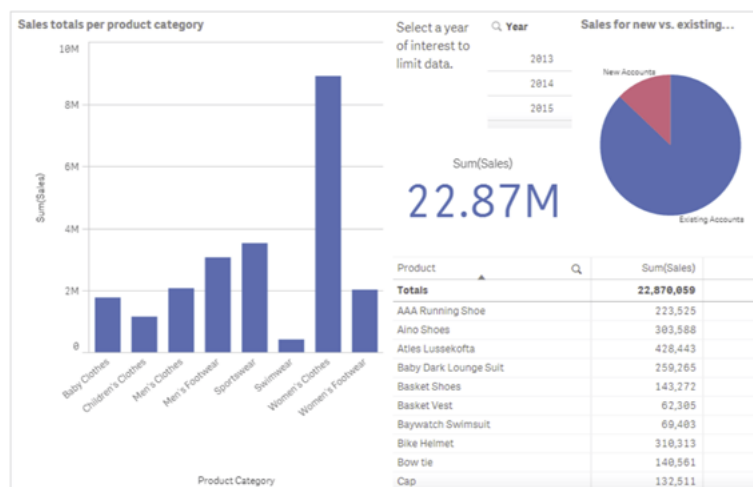 Sales totals per product category
10M
8M
6M
4M
2M
0
Sum(Sales)
Baby Clothes
Children's Clothes
Men's Clothes
Men's Footwear
Sportswear
Swimwear
Women's Clothes
Women's Footwear
Product Category
Select a year
of interest to
limit data.
Year
2013
2014
2015
Sum(Sales)
22.87M
Sales for new vs. existing...
New Accounts
Existing Accounts
Product Sum(Sales)
Totals 22,870,059
AAA Running Shoe 223,525
Aino Shoes 303,588
Atles Lussekofta 428,443
Baby Dark Lounge Suit 259,265
Basket Shoes 143,272
Basket Vest 62,305
Baywatch Swimsuit 69,403
Bike Helmet 310,313
Bow tie 140,561
Cap 132,511